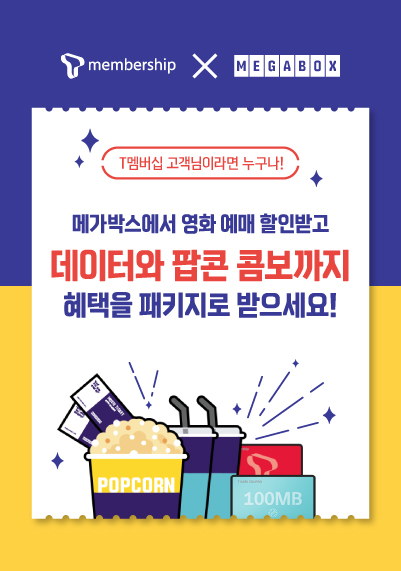 T membership × MEGABOX
T멤버십 고객님이라면 누구나!
메가박스에서 영화 예매 할인받고
데이터와 팝콘 콤보까지
혜택을 패키지로 받으세요!
POPCORN
100MB